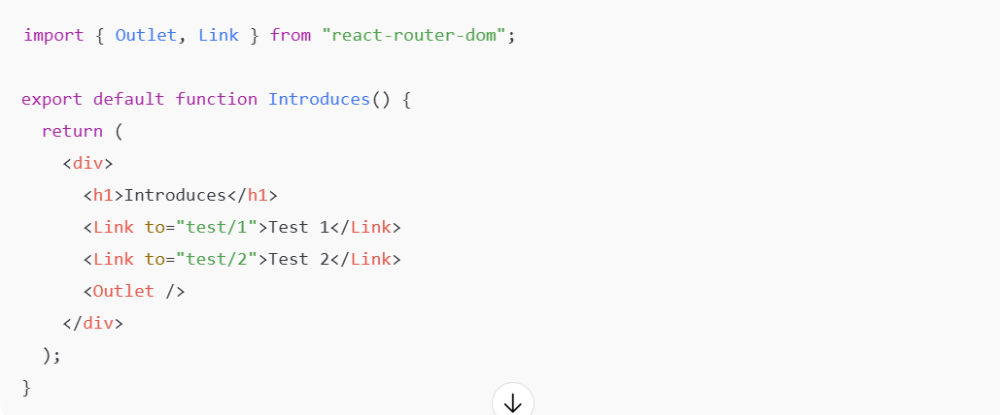 import { Outlet, Link } from "react-router-dom";
export default function Introduces() {
return (
<div>
<h1>Introduces</h1>
<Link to="test/1">Test 1</Link>
<Link to="test/2">Test 2</Link>
<Outlet />
</div>
);
}